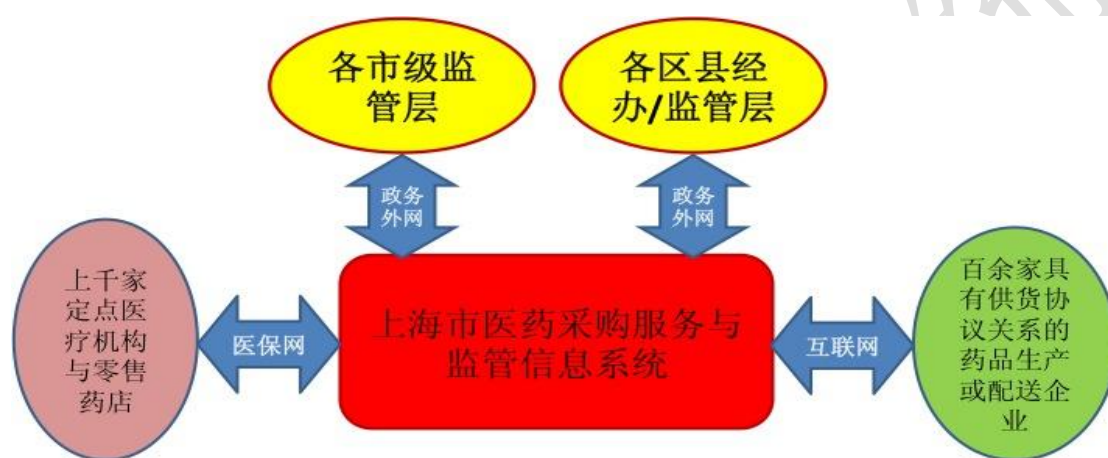 各市级监
管层
各区县经
办/监管层
政务
外网
政务
外网
上千家
定点医
疗机构
与零售
药店
医保网
上海市医药采购服务与
监管信息系统
互联网
百余家具
有供货协
议关系的
药品生产
或配送企
业